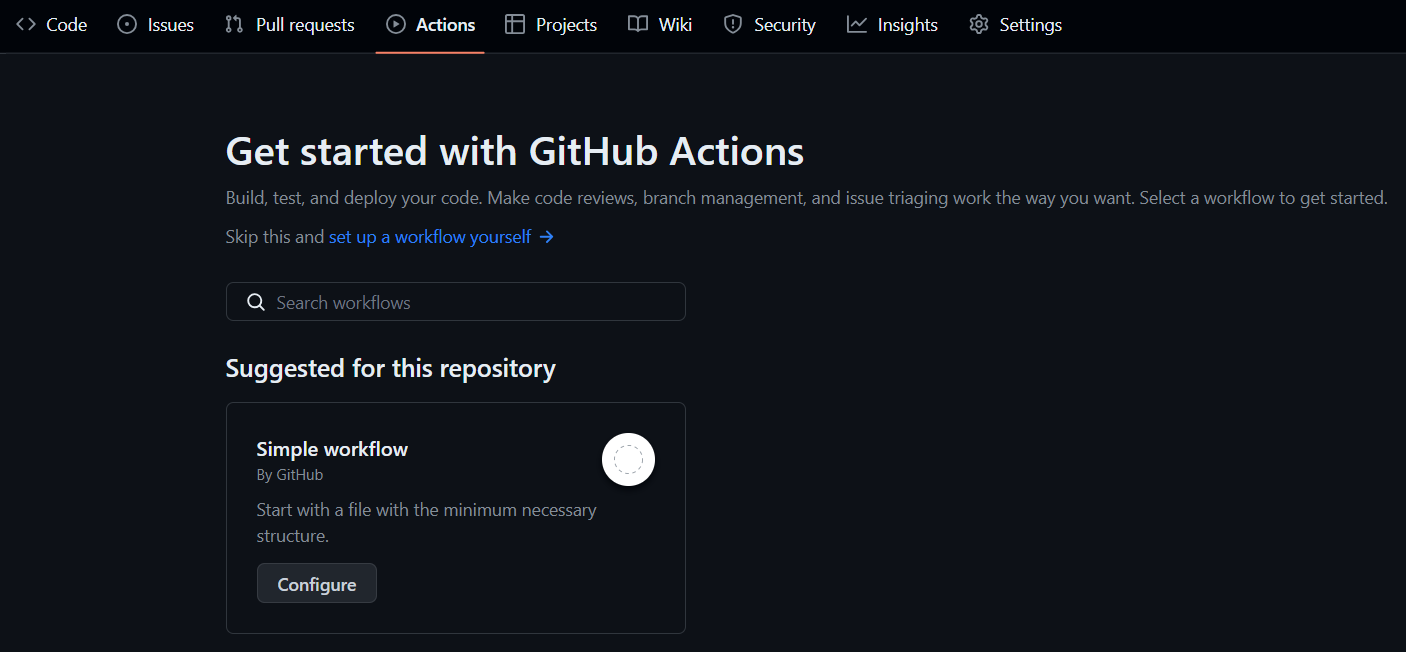 Code Issues Pull requests Actions Projects Wiki Security Insights Settings
Get started with GitHub Actions
Build, test, and deploy your code. Make code reviews, branch management, and issue triaging work the way you want. Select a workflow to get started.
Skip this and set up a workflow yourself →
Search workflows
Suggested for this repository
Simple workflow
By GitHub
Start with a file with the minimum necessary
structure.
Configure